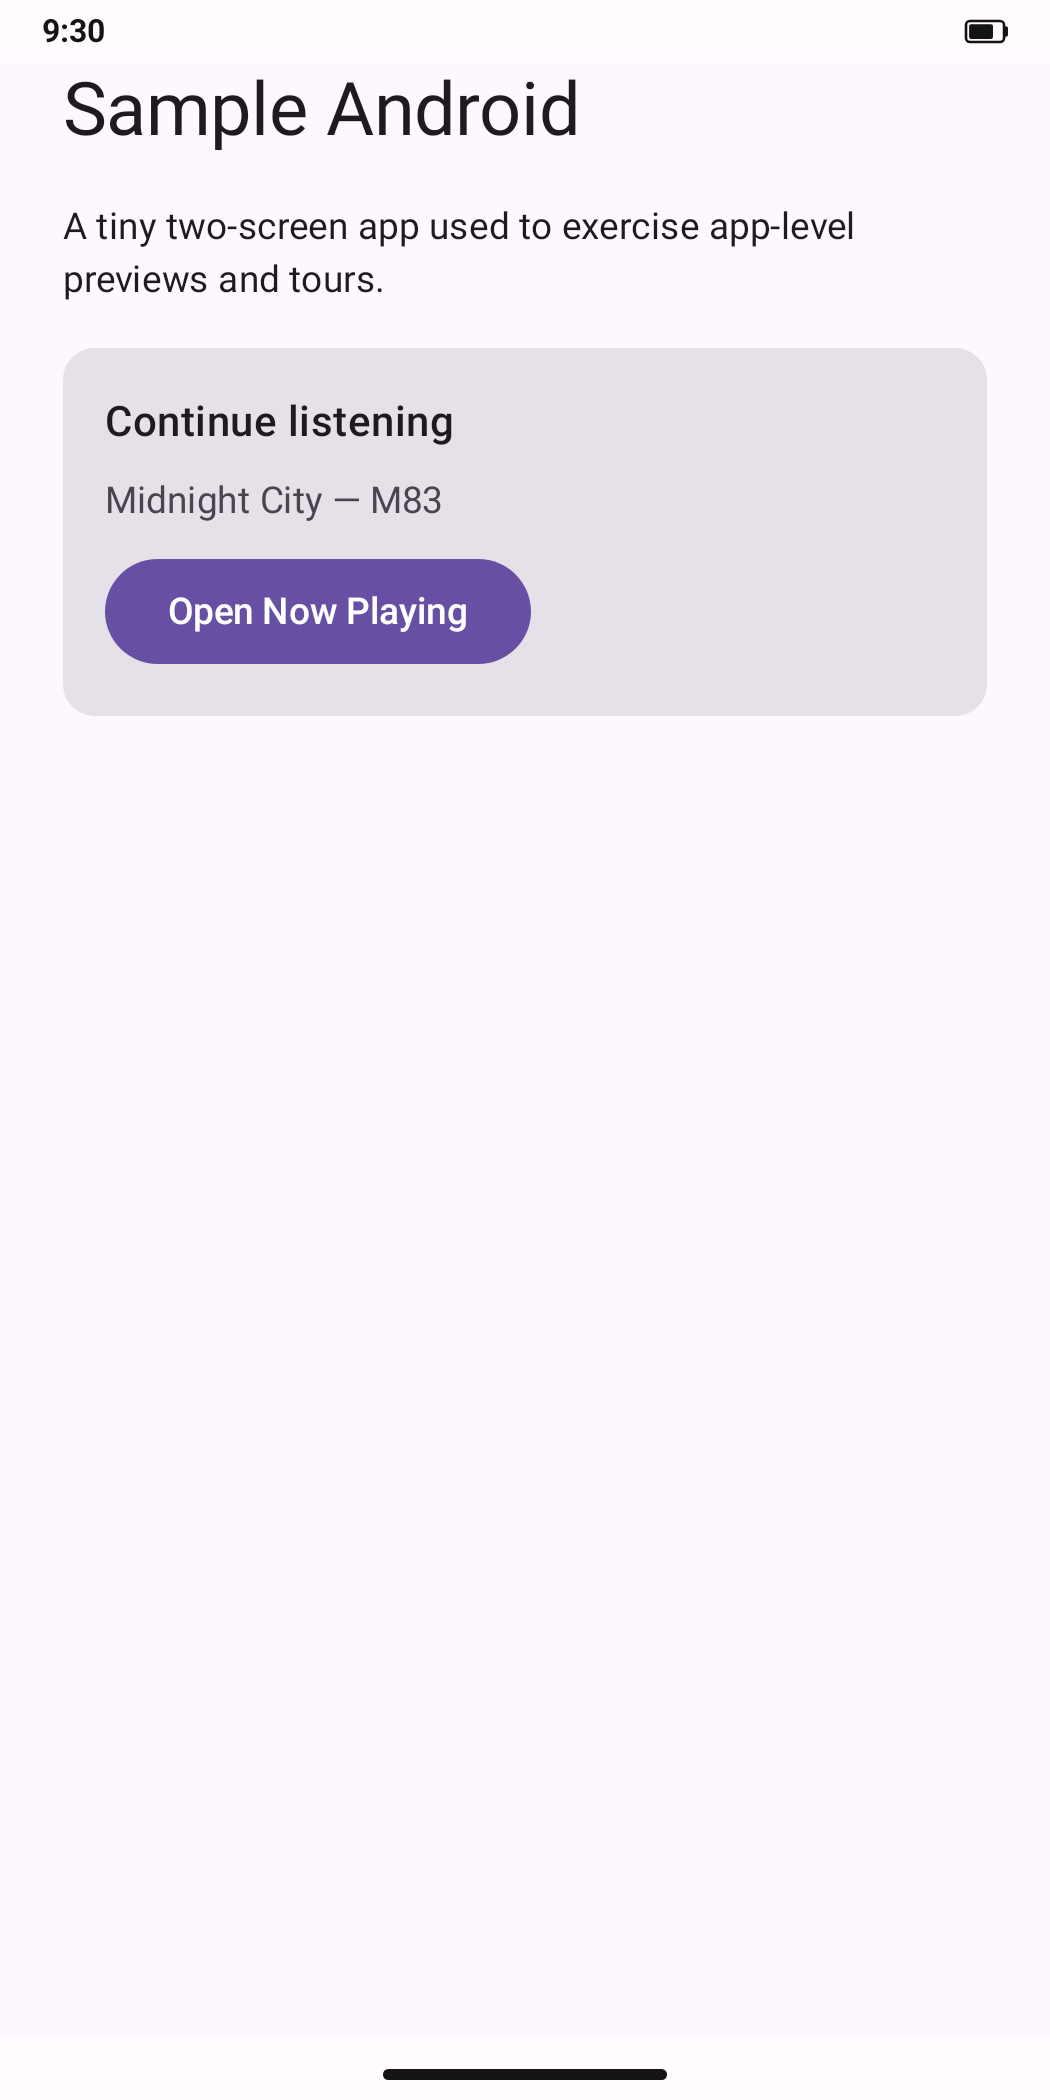 9:30
Sample Android
A tiny two-screen app used to exercise app-level
previews and tours.
Continue listening
Midnight City — M83
Open Now Playing